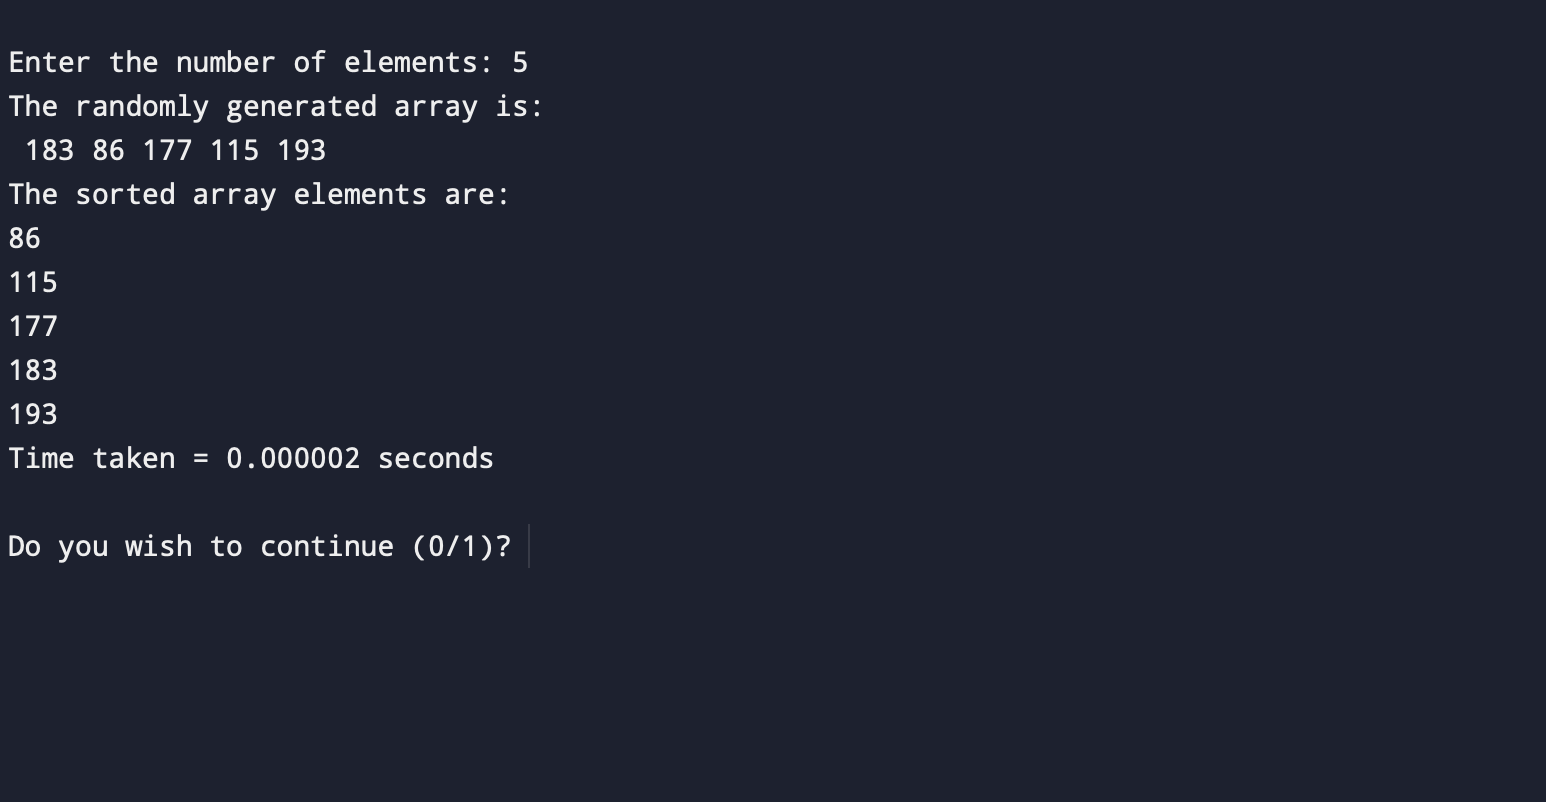 Enter the number of elements: 5
The randomly generated array is:
183 86 177 115 193
The sorted array elements are:
86
115
177
183
193
Time taken = 0.000002 seconds
Do you wish to continue (0/1)?